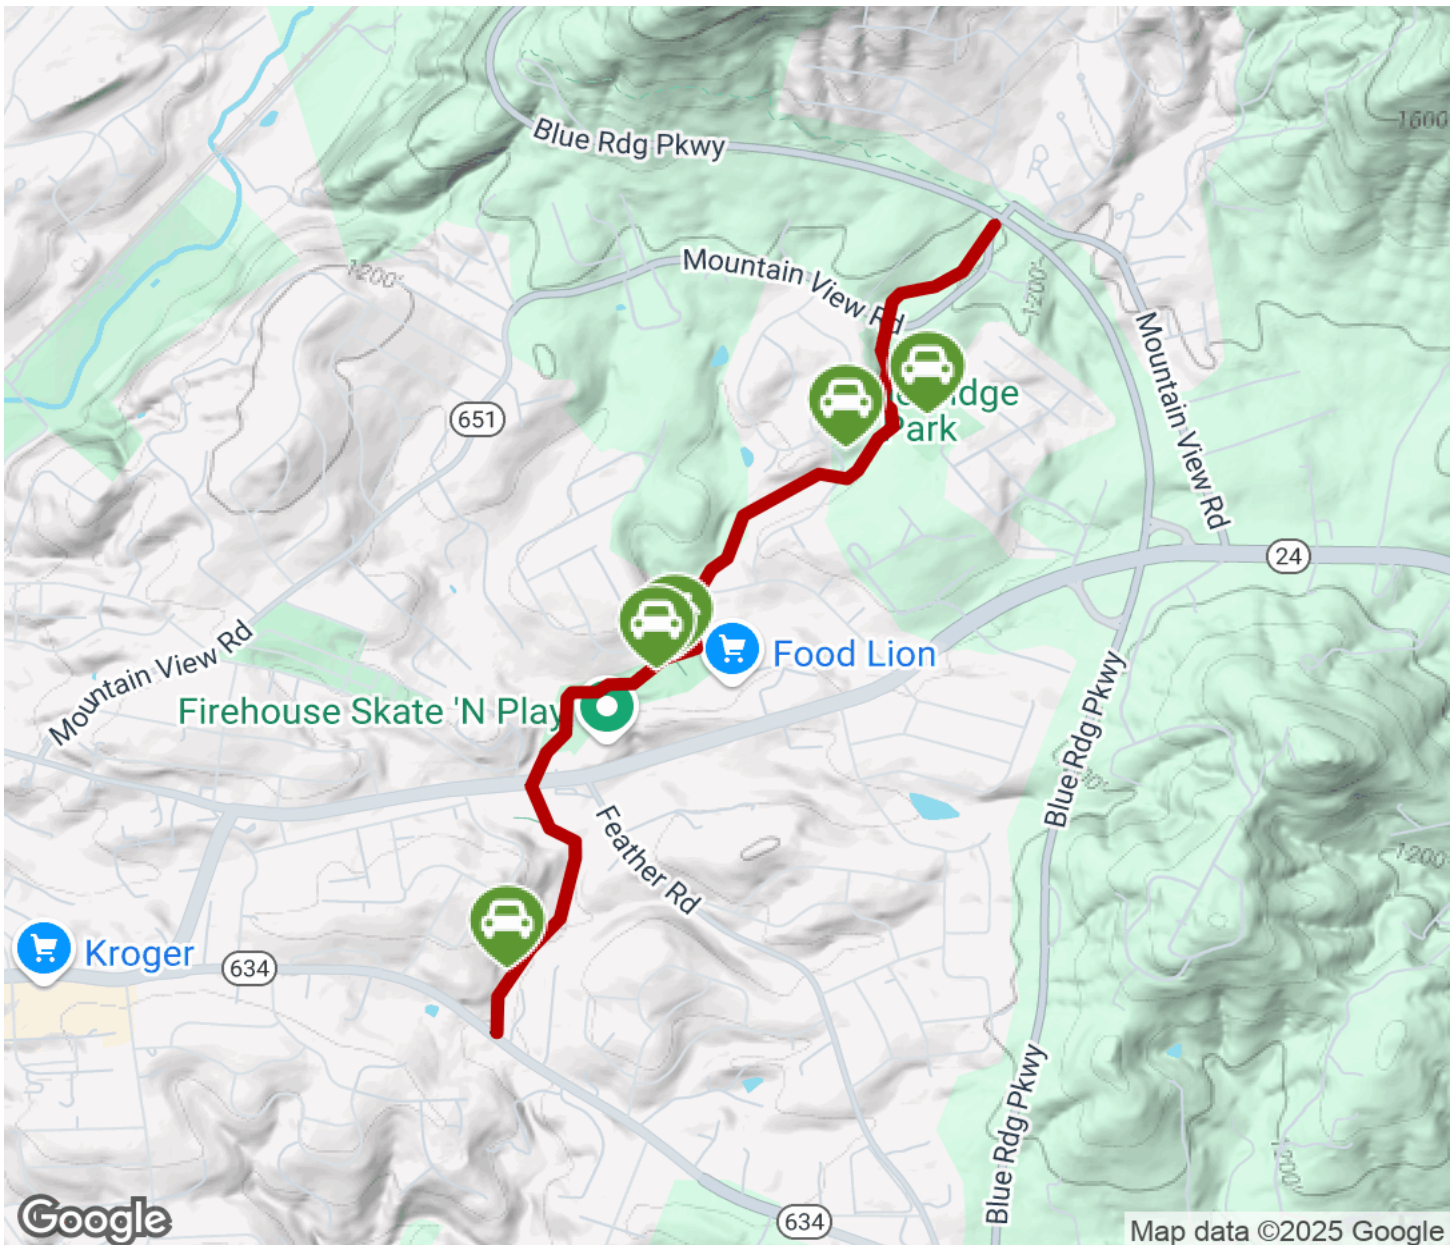 1600
Blue Rdg Pkwy
1200'
Mountain View Rd
1200'
Mountain View Rd
651
Park
24
Mountain View Rd
Food Lion
Firehouse Skate 'N Play
Blue Rdg Pkwy
Feather Rd
1200
Kroger
634
Blue Rdg Pkwy
634
Google
Map data ©2025 Google